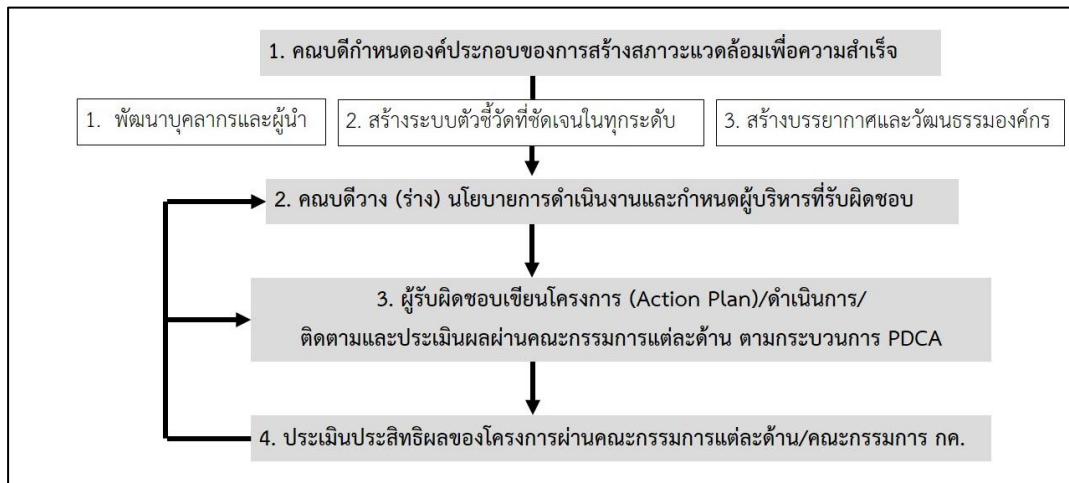 1. คณบดีกำหนดองค์ประกอบของการสร้างสภาวะแวดล้อมเพื่อความสำเร็จ
1. พัฒนาบุคลากรและผู้นำ
2. สร้างระบบตัวชี้วัดที่ชัดเจนในทุกระดับ
3. สร้างบรรยากาศและวัฒนธรรมองค์กร
2. คณบดีวาง (ร่าง) นโยบายการดำเนินงานและกำหนดผู้บริหารที่รับผิดชอบ
3. ผู้รับผิดชอบเขียนโครงการ (Action Plan)/ดำเนินการ/
ติดตามและประเมินผลผ่านคณะกรรมการแต่ละด้าน ตามกระบวนการ PDCA
4. ประเมินประสิทธิผลของโครงการผ่านคณะกรรมการแต่ละด้าน/คณะกรรมการ กค.